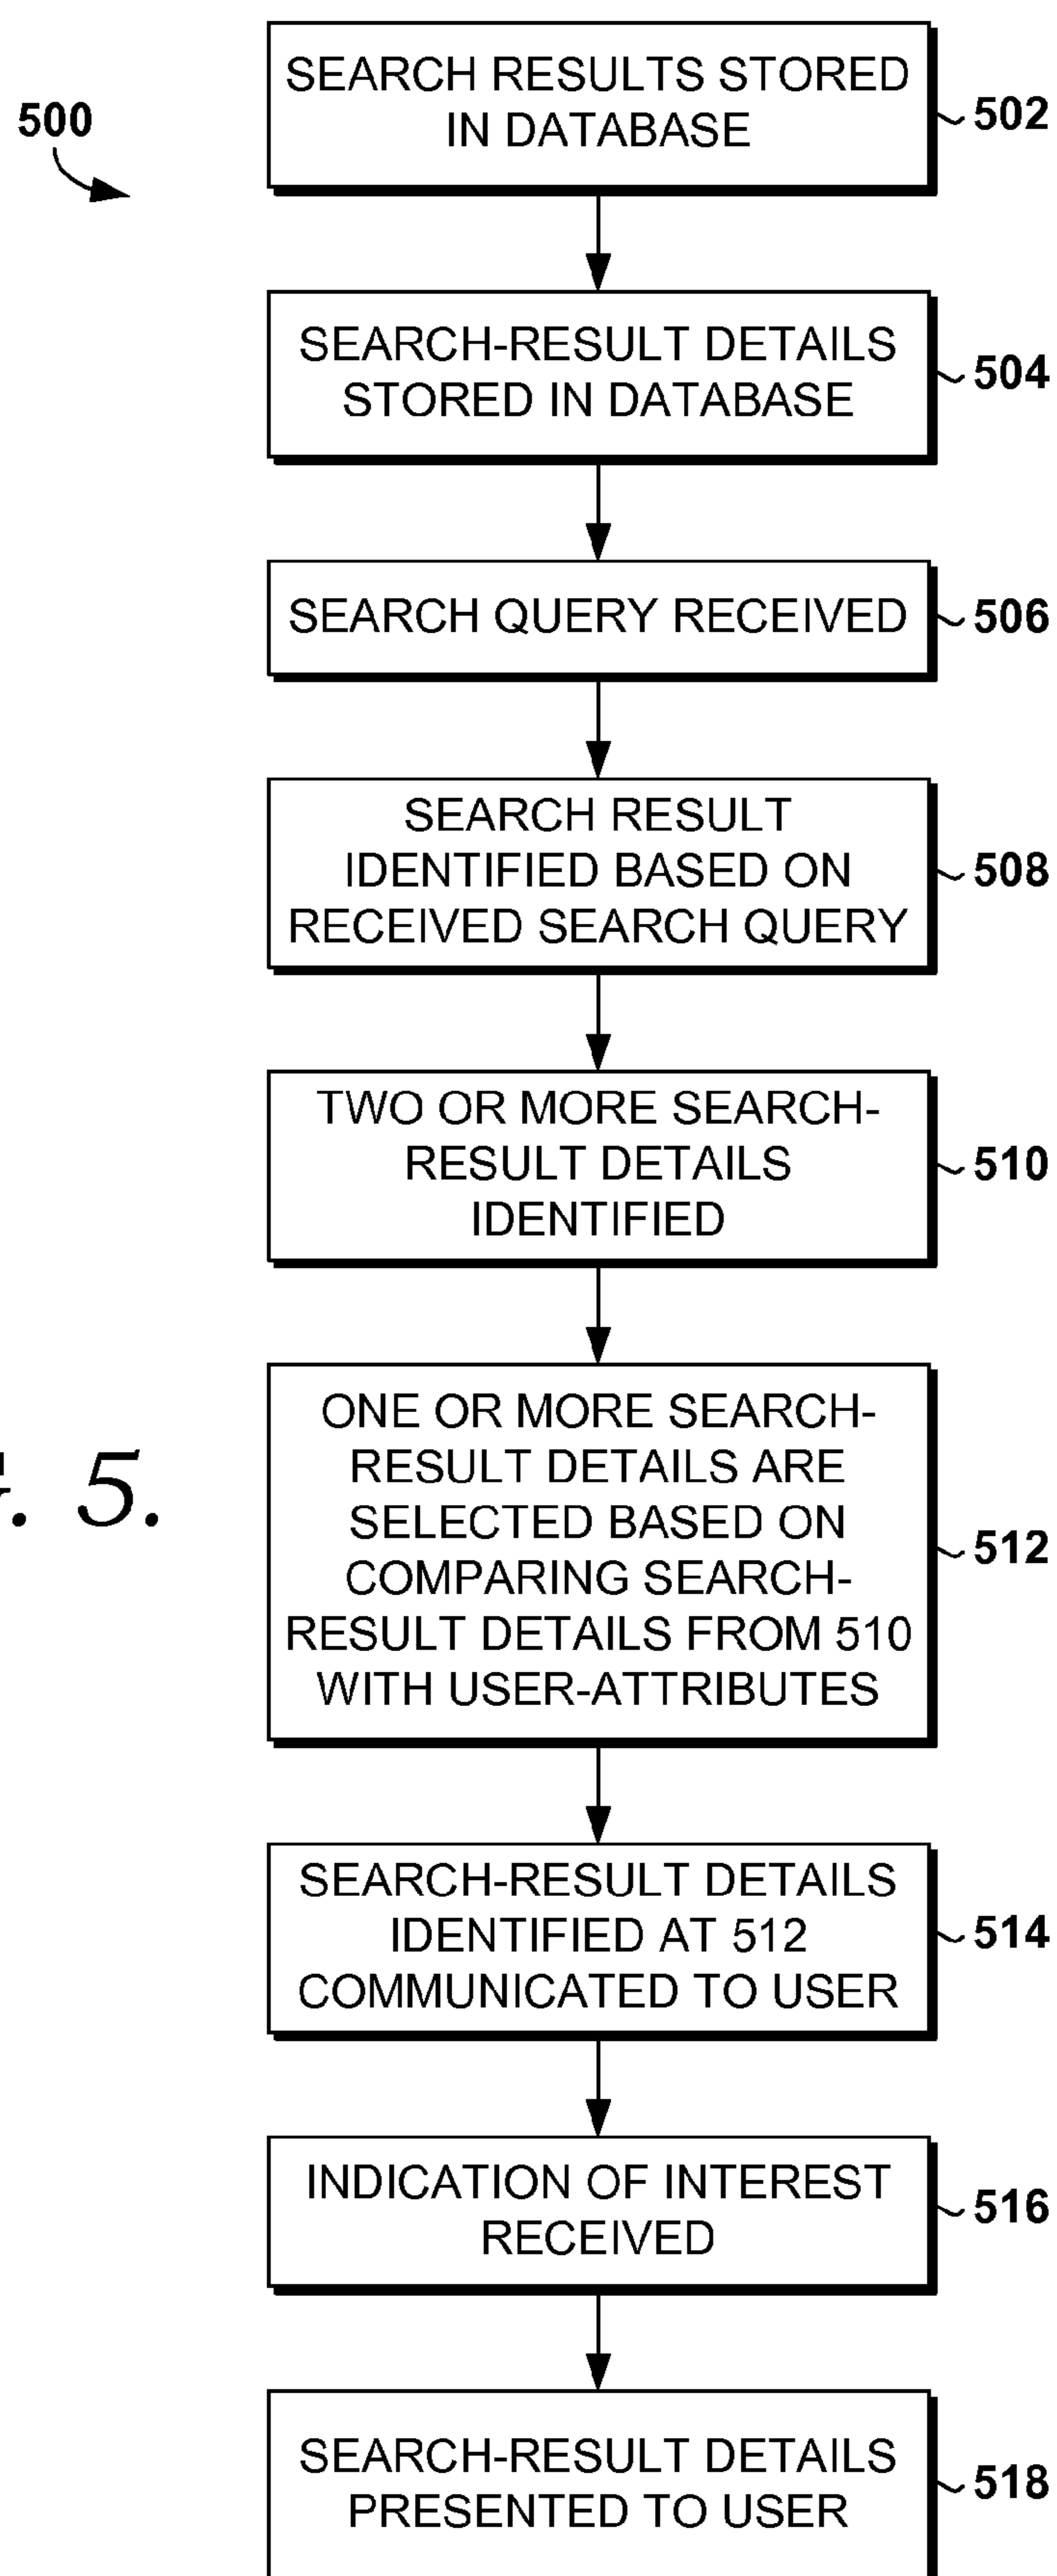 500
SEARCH RESULTS STORED
IN DATABASE
502
SEARCH-RESULT DETAILS
STORED IN DATABASE
504
SEARCH QUERY RECEIVED
506
SEARCH RESULT
IDENTIFIED BASED ON
RECEIVED SEARCH QUERY
508
TWO OR MORE SEARCH-
RESULT DETAILS
IDENTIFIED
510
ONE OR MORE SEARCH-
RESULT DETAILS ARE
SELECTED BASED ON
COMPARING SEARCH-
RESULT DETAILS FROM 510
WITH USER-ATTRIBUTES
512
5.
SEARCH-RESULT DETAILS
IDENTIFIED AT 512
COMMUNICATED TO USER
514
INDICATION OF INTEREST
RECEIVED
516
SEARCH-RESULT DETAILS
PRESENTED TO USER
518